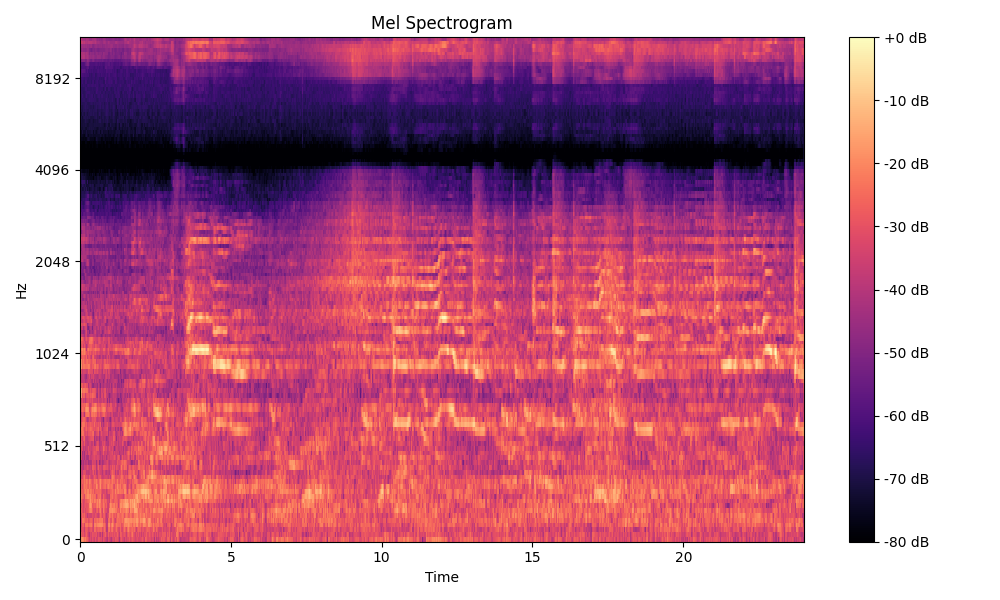 Mel Spectrogram
+0 dB
8192
-10 dB
-20 dB
4096
-30 dB
Hz
2048
-40 dB
1024
-50 dB
-60 dB
512
-70 dB
0
-80 dB
0 5 10 15 20
Time